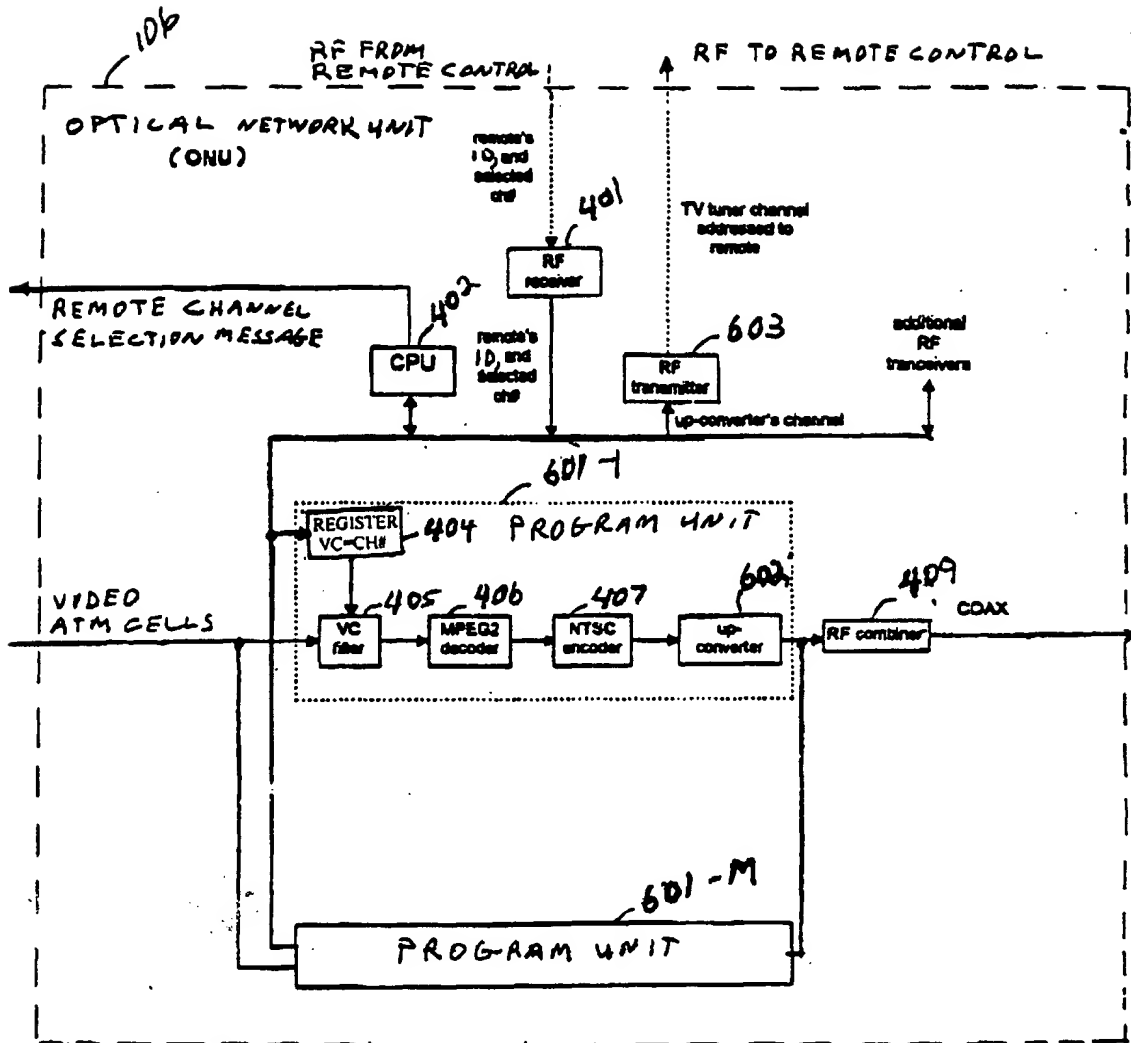 106
RF FROM
REMOTE CONTROL
RF TO REMOTE CONTROL
OPTICAL NETWORK UNIT
(ONU)
remote's
ID, and
selected
ch#
401
RF
receiver
TV tuner channel
addressed to
remote
REMOTE CHANNEL
SELECTION MESSAGE
402
CPU
remote's
ID, and
selected
ch#
603
RF
transmitter
additional
RF
tranceivers
up-converter's channel
601-1
REGISTER
VC=CH#
404
PROGRAM UNIT
VIDEO
ATM CELLS
405
VC
filter
406
MPEG2
decoder
407
NTSC
encoder
602
up-
converter
409
RF combiner
COAX
601-M
PROGRAM UNIT